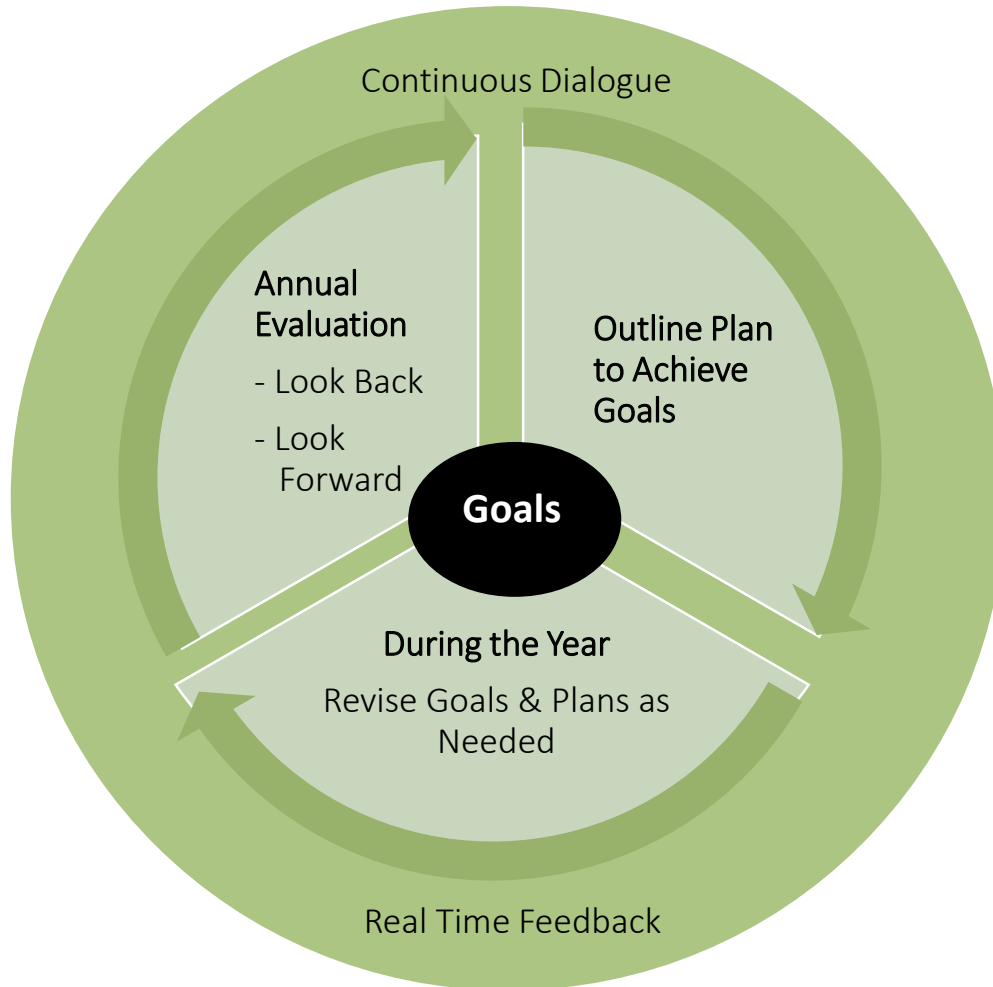 Continuous Dialogue
Annual
Evaluation
- Look Back
- Look
Forward
Outline Plan
to Achieve
Goals
Goals
During the Year
Revise Goals & Plans as
Needed
Real Time Feedback